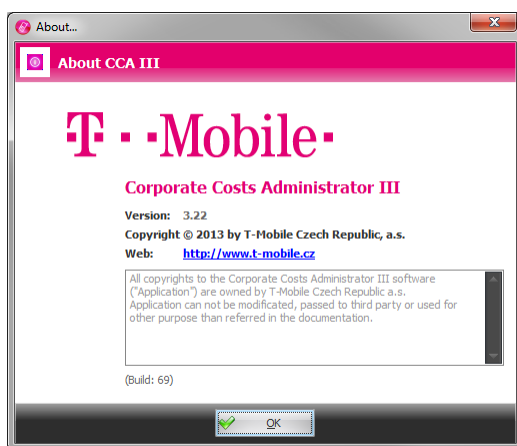 About...
About CCA III
T··Mobile·
Corporate Costs Administrator III
Version: 3.22
Copyright © 2013 by T-Mobile Czech Republic, a.s.
Web: http://www.t-mobile.cz
All copyrights to the Corporate Costs Administrator III software
("Application") are owned by T-Mobile Czech Republic a.s.
Application can not be modificated, passed to third party or used for
other purpose than referred in the documentation.
(Build: 69)
OK